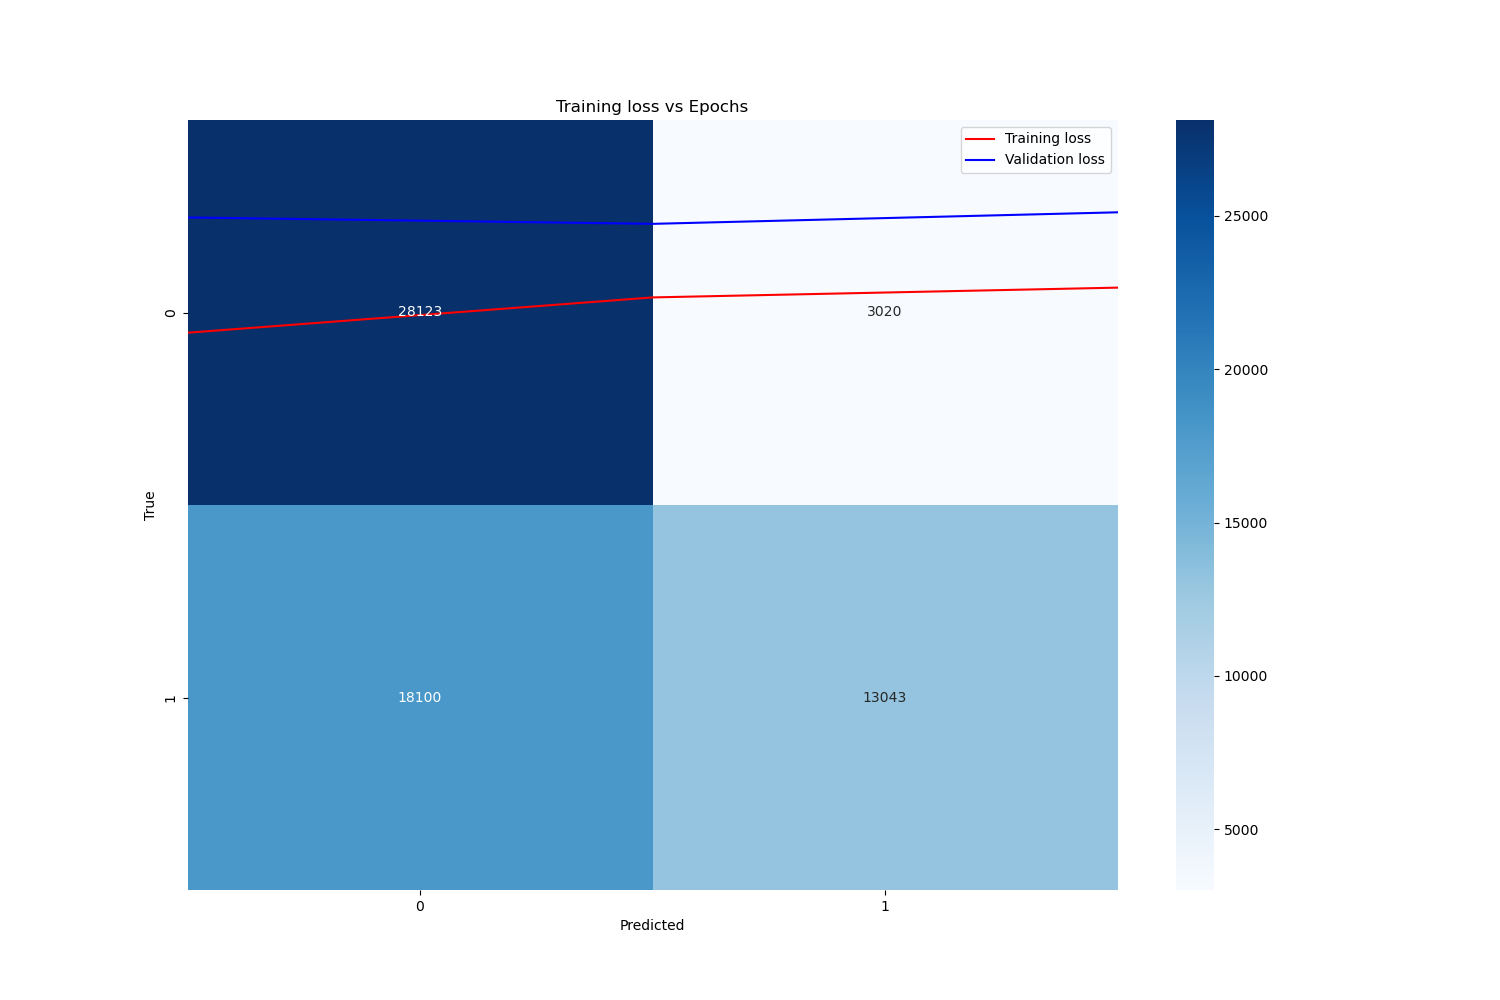 Training loss vs Epochs
Training loss
Validation loss
0
28123
3020
True
1
18100
13043
0
1
Predicted
25000
20000
15000
10000
5000